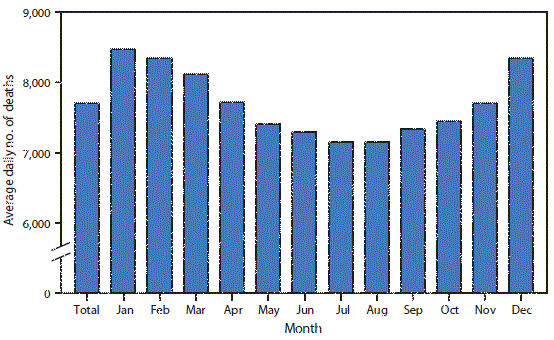 9,000
8,000
7,000
6,000
0
Average daily no. of deaths
Total Jan Feb Mar Apr May Jun Jul Aug Sep Oct Nov Dec
Month